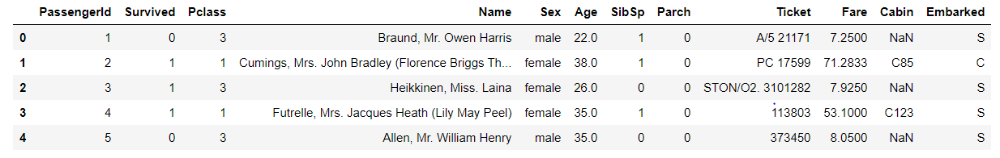 PassengerId Survived Pclass Name Sex Age SibSp Parch Ticket Fare Cabin Embarked
0 1 0 3 Braund, Mr. Owen Harris male 22.0 1 0 A/5 21171 7.2500 NaN S
1 2 1 1 Cumings, Mrs. John Bradley (Florence Briggs Th... female 38.0 1 0 PC 17599 71.2833 C85 C
2 3 1 3 Heikkinen, Miss. Laina female 26.0 0 0 STON/O2. 3101282 7.9250 NaN S
3 4 1 1 Futrelle, Mrs. Jacques Heath (Lily May Peel) female 35.0 1 0 113803 53.1000 C123 S
4 5 0 3 Allen, Mr. William Henry male 35.0 0 0 373450 8.0500 NaN S